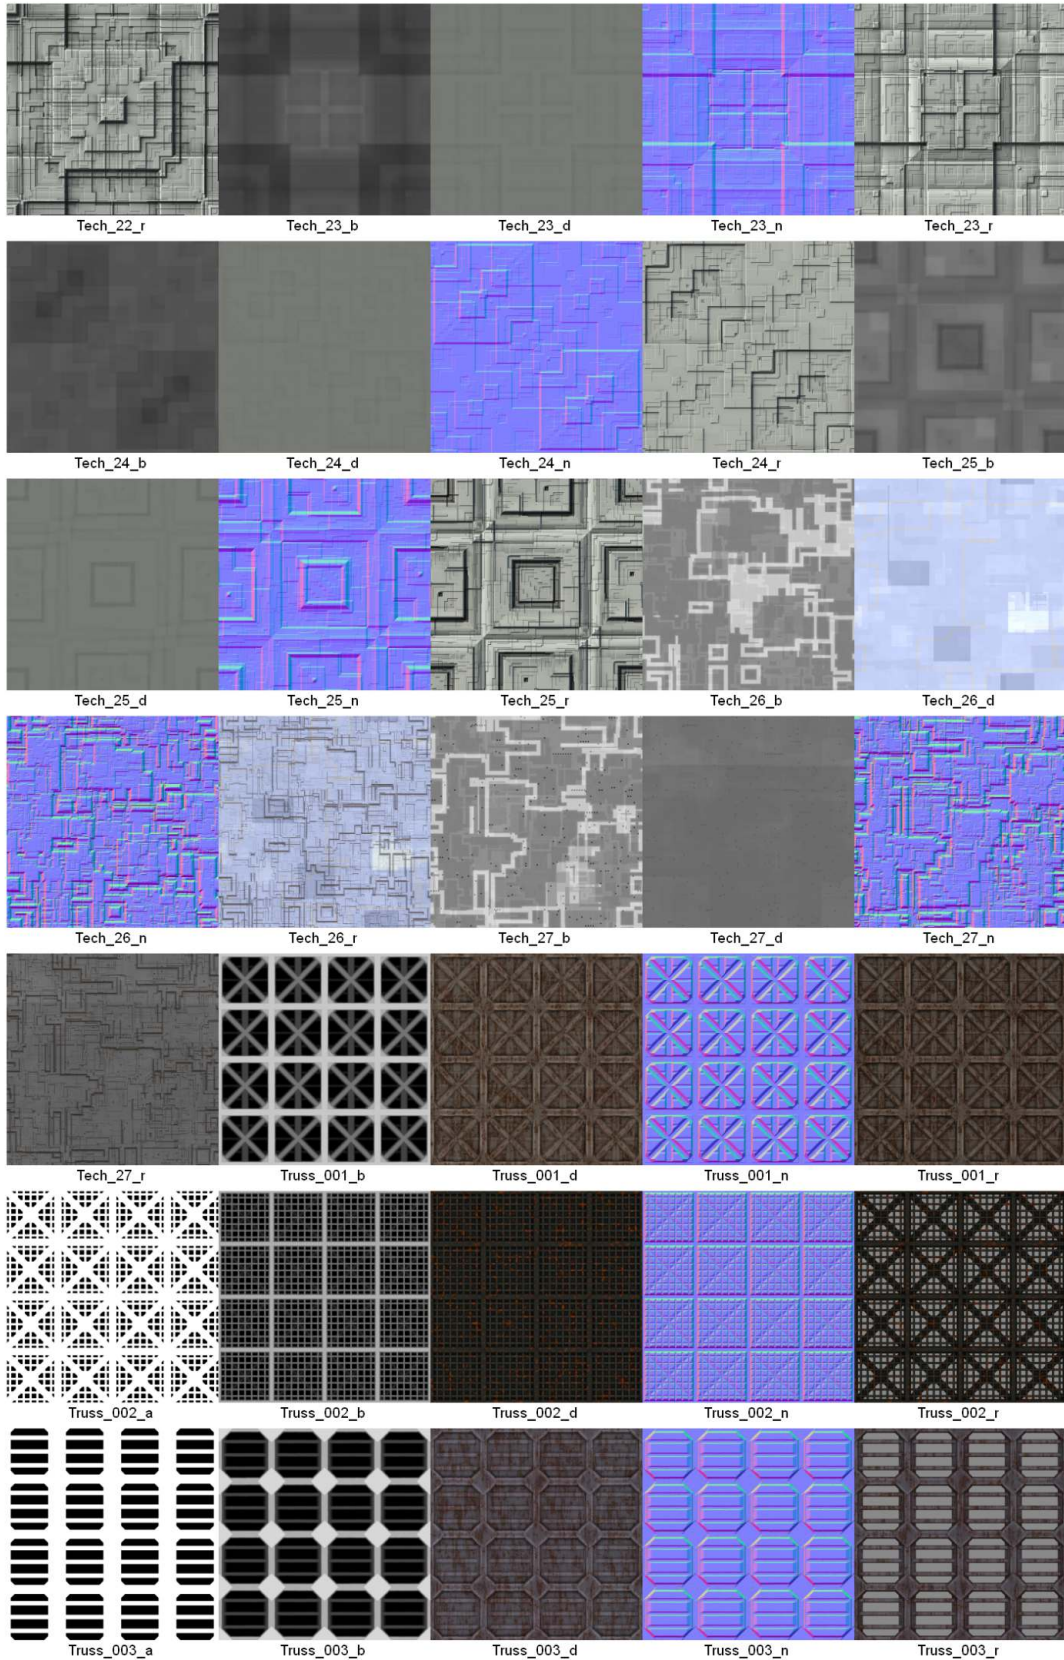 Tech_22_r Tech_23_b Tech_23_d Tech_23_n Tech_23_r
Tech_24_b Tech_24_d Tech_24_n Tech_24_r Tech_25_b
Tech_25_d Tech_25_n Tech_25_r Tech_26_b Tech_26_d
Tech_26_n Tech_26_r Tech_27_b Tech_27_d Tech_27_n
Tech_27_r Truss_001_b Truss_001_d Truss_001_n Truss_001_r
Truss_002_a Truss_002_b Truss_002_d Truss_002_n Truss_002_r
Truss_003_a Truss_003_b Truss_003_d Truss_003_n Truss_003_r